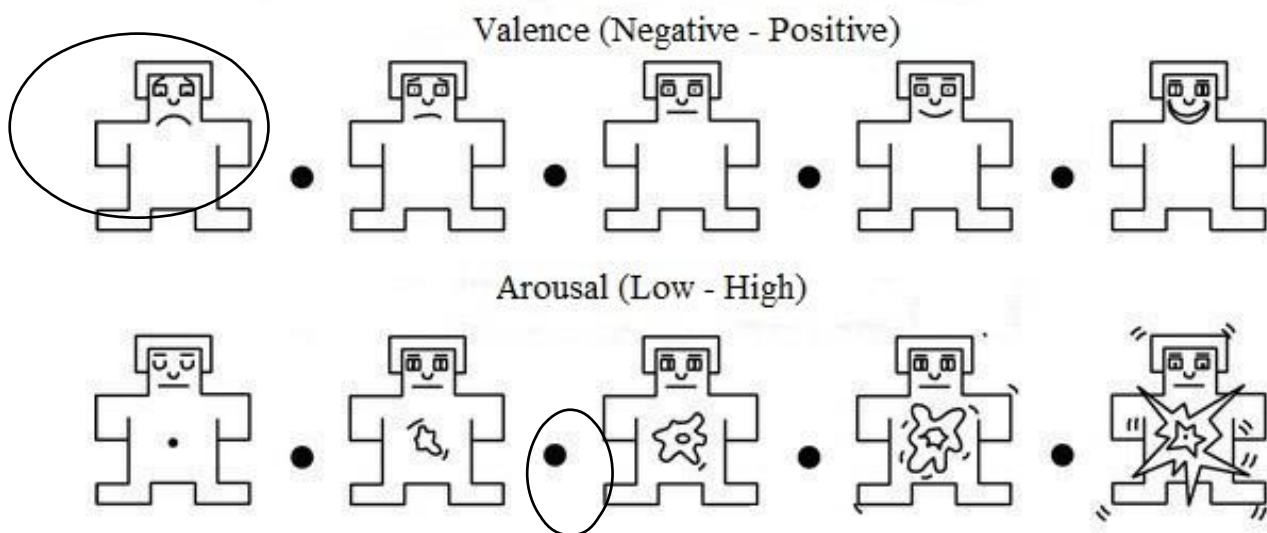 Valence (Negative - Positive)
Arousal (Low - High)